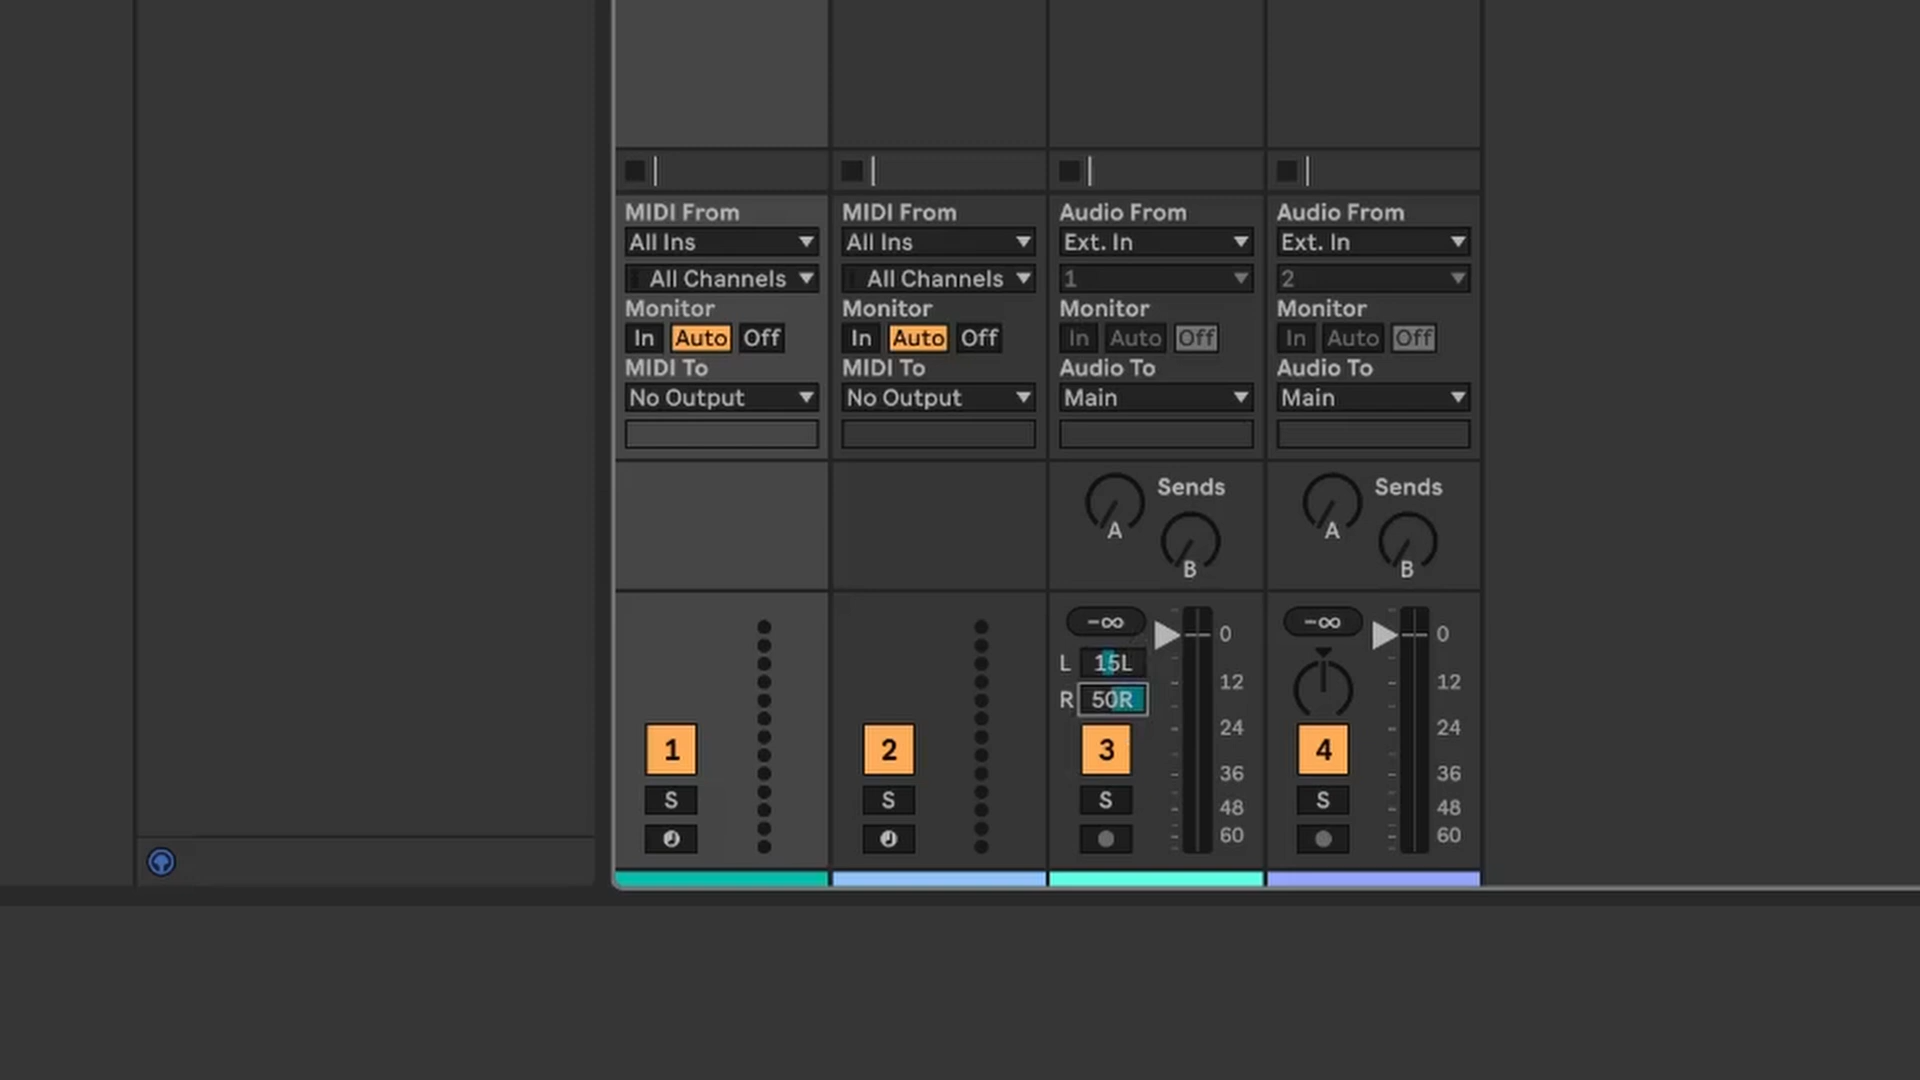 MIDI From
All Ins
All Channels
Monitor
In Auto Off
MIDI To
No Output
1
S
MIDI From
All Ins
All Channels
Monitor
In Auto Off
MIDI To
No Output
2
S
Audio From
Ext. In
1
Monitor
In Auto Off
Audio To
Main
Sends
A
B
-∞
L 15L
R 50R
3
S
0
12
24
36
48
60
Audio From
Ext. In
2
Monitor
In Auto Off
Audio To
Main
Sends
A
B
-∞
4
S
0
12
24
36
48
60